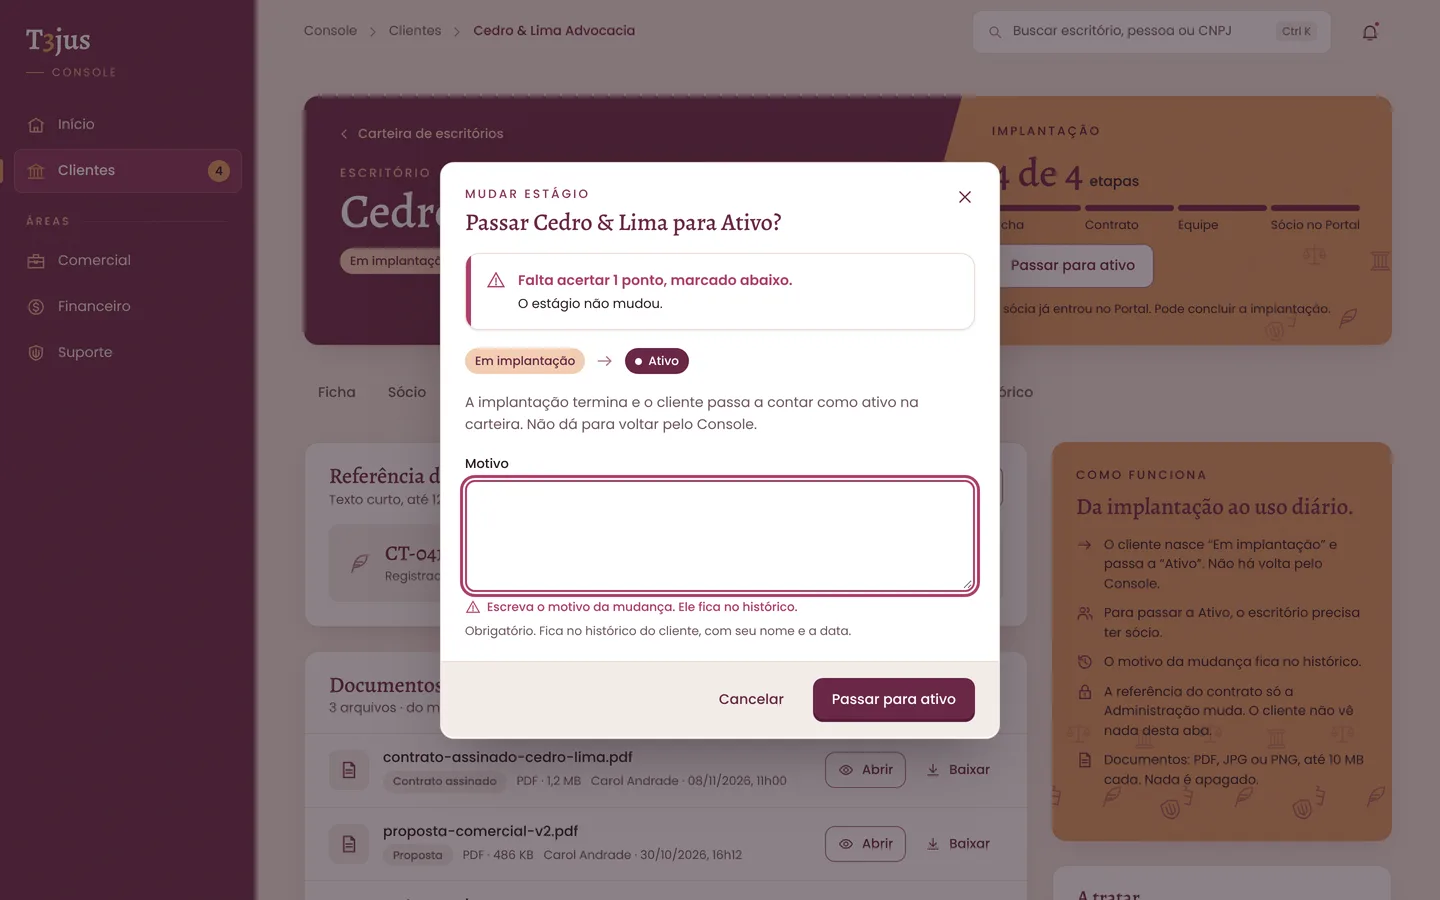 T3jus
CONSOLE
Início
Clientes
4
ÁREAS
Comercial
Financeiro
Suporte
Console
Clientes
Cedro & Lima Advocacia
Buscar escritório, pessoa ou CNPJ
Ctrl K
Carteira de escritórios
ESCRITÓRIO
Cedr
Em implantaç
IMPLANTAÇÃO
4 de 4 etapas
cha
Contrato
Equipe
Sócio no Portal
Passar para ativo
sócia já entrou no Portal. Pode concluir a implantação.
Ficha
Sócio
órico
MUDAR ESTÁGIO
Passar Cedro & Lima para Ativo?
Falta acertar 1 ponto, marcado abaixo.
O estágio não mudou.
Em implantação
Ativo
A implantação termina e o cliente passa a contar como ativo na
carteira. Não dá para voltar pelo Console.
Motivo
Escreva o motivo da mudança. Ele fica no histórico.
Obrigatório. Fica no histórico do cliente, com seu nome e a data.
Cancelar
Passar para ativo
Referência d
Texto curto, até 12
CT-04
Registrad
Documentos
3 arquivos · do m
contrato-assinado-cedro-lima.pdf
Contrato assinado
PDF · 1,2 MB
Carol Andrade · 08/11/2026, 11h00
Abrir
Baixar
proposta-comercial-v2.pdf
Proposta
PDF · 486 KB
Carol Andrade · 30/10/2026, 16h12
Abrir
Baixar
COMO FUNCIONA
Da implantação ao uso diário.
O cliente nasce “Em implantação” e
passa a “Ativo”. Não há volta pelo
Console.
Para passar a Ativo, o escritório precisa
ter sócio.
O motivo da mudança fica no histórico.
A referência do contrato só a
Administração muda. O cliente não vê
nada desta aba.
Documentos: PDF, JPG ou PNG, até 10 MB
cada. Nada é apagado.
A tratar